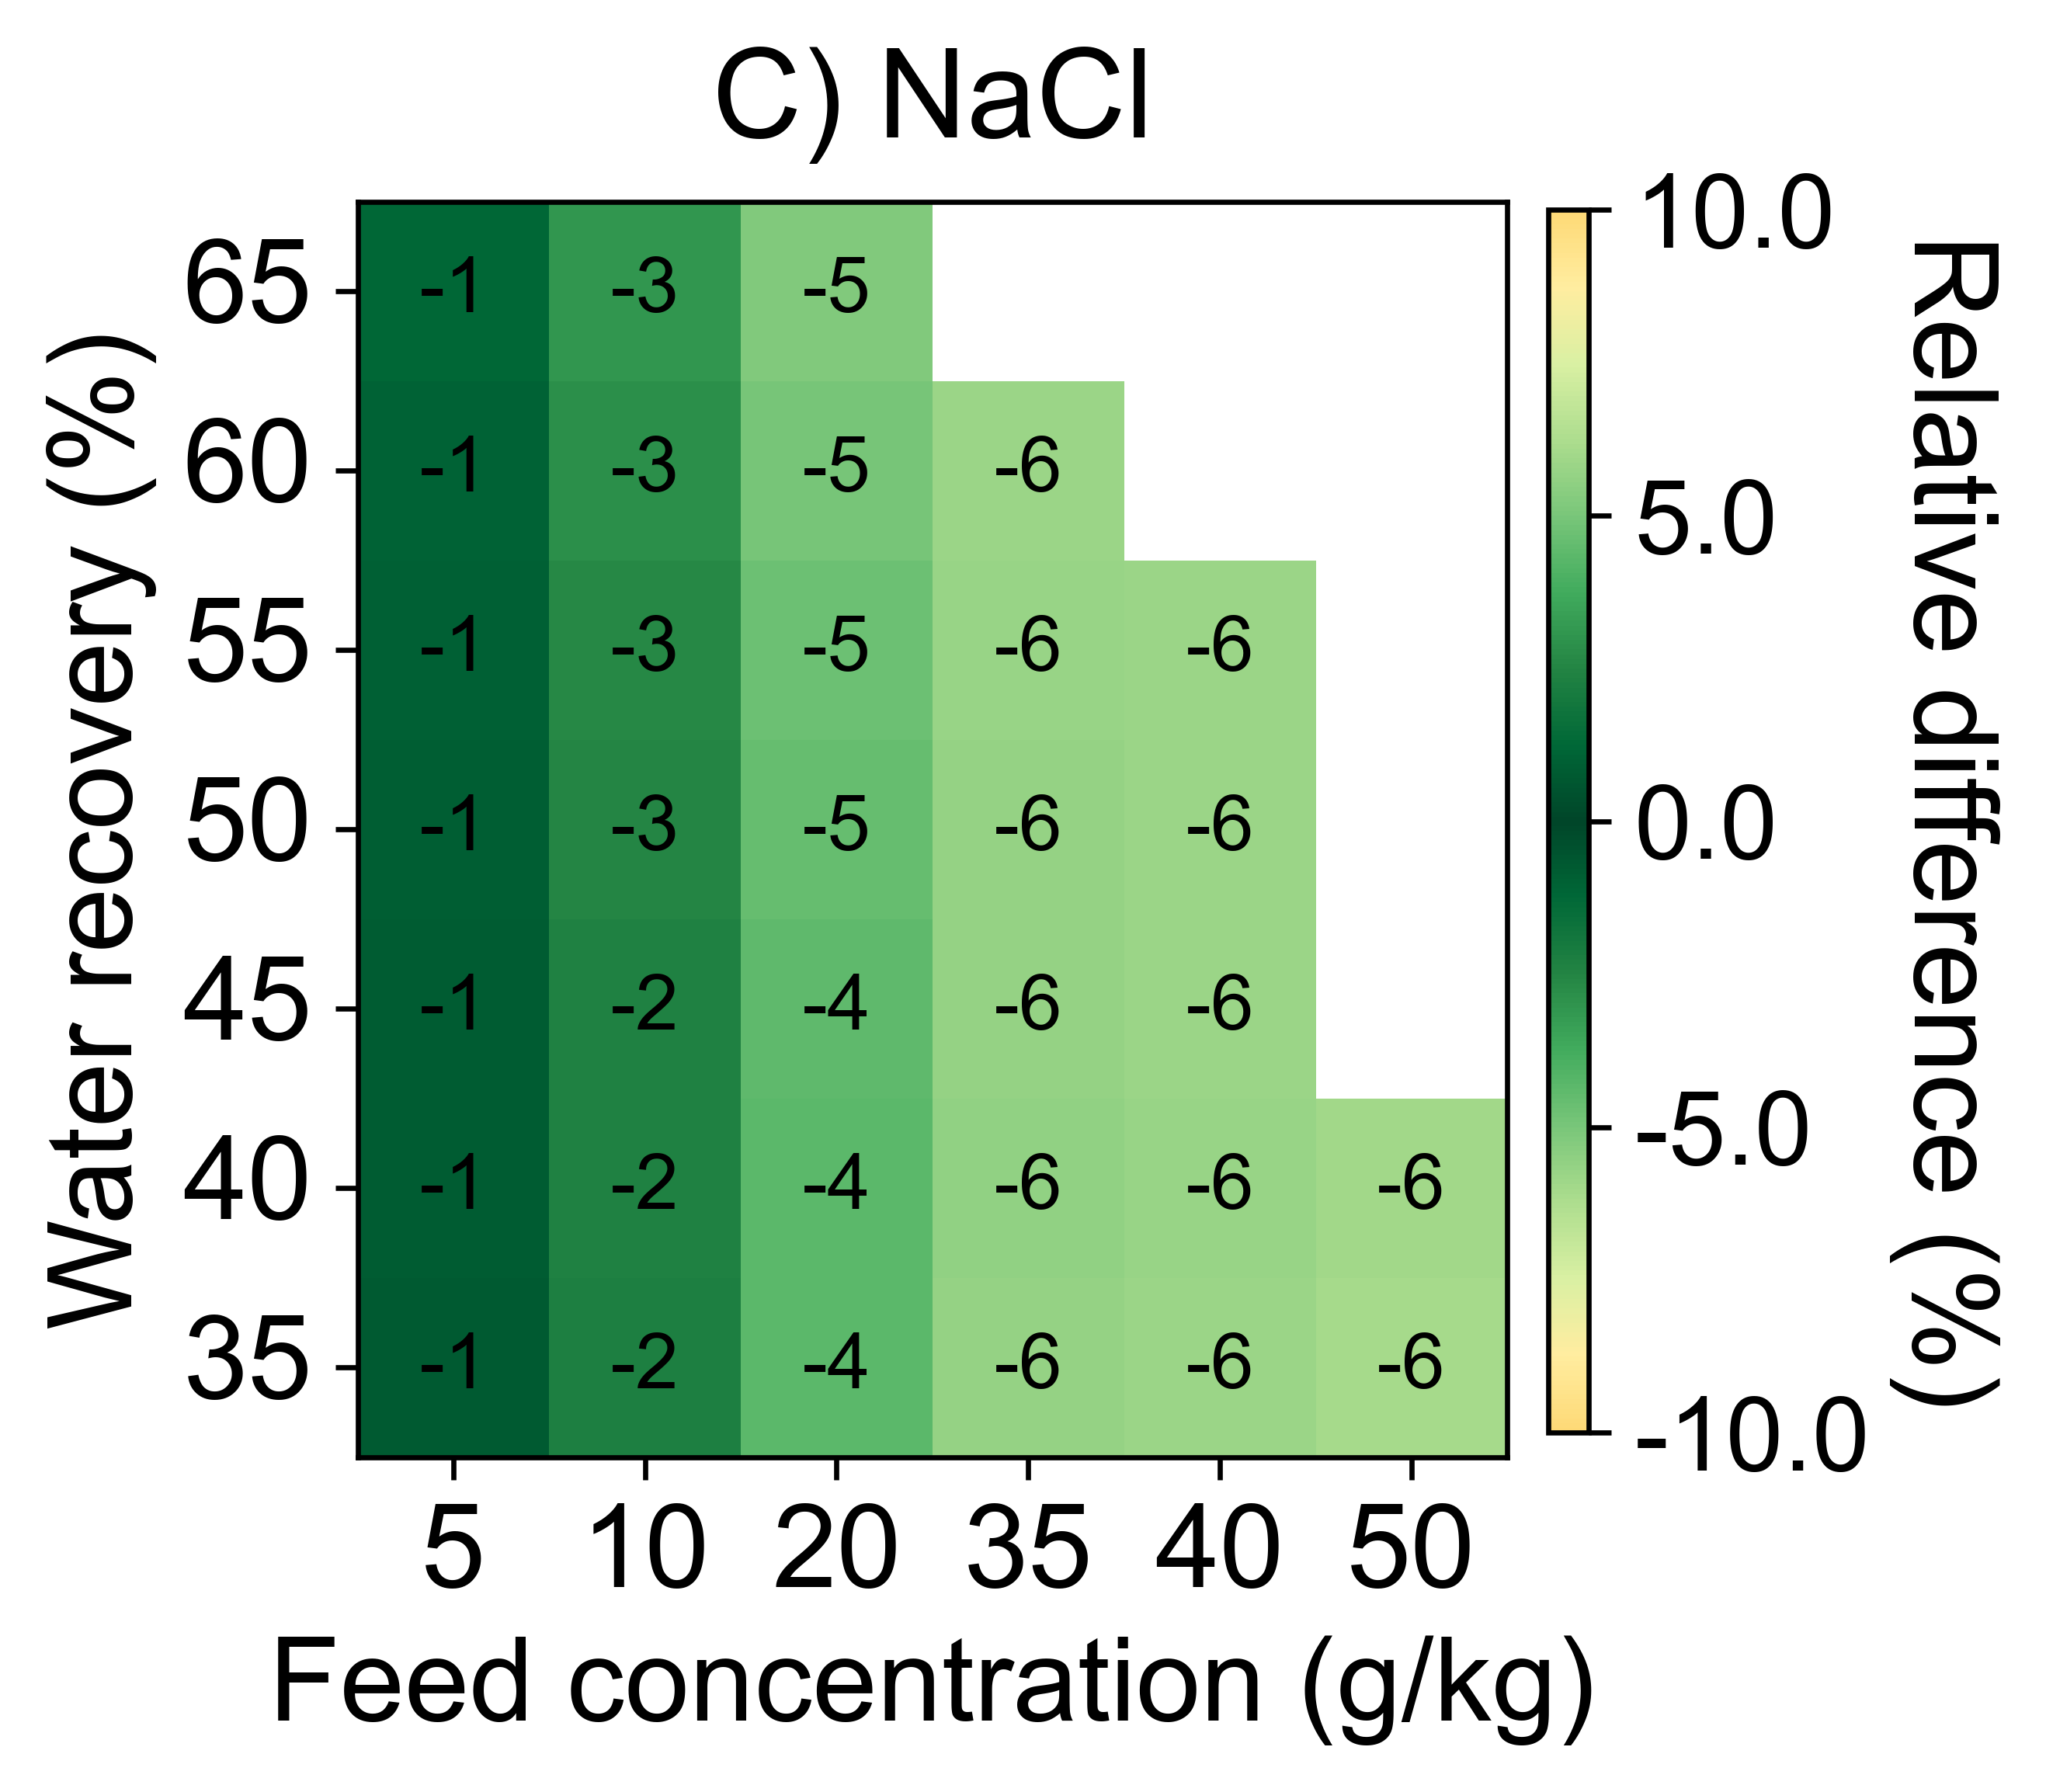 C) NaCl
Water recovery (%)
65 -1 -3 -5
60 -1 -3 -5 -6
55 -1 -3 -5 -6 -6
50 -1 -3 -5 -6 -6
45 -1 -2 -4 -6 -6
40 -1 -2 -4 -6 -6 -6
35 -1 -2 -4 -6 -6 -6
5 10 20 35 40 50
Feed concentration (g/kg)
10.0
5.0
0.0
-5.0
-10.0
Relative difference (%)